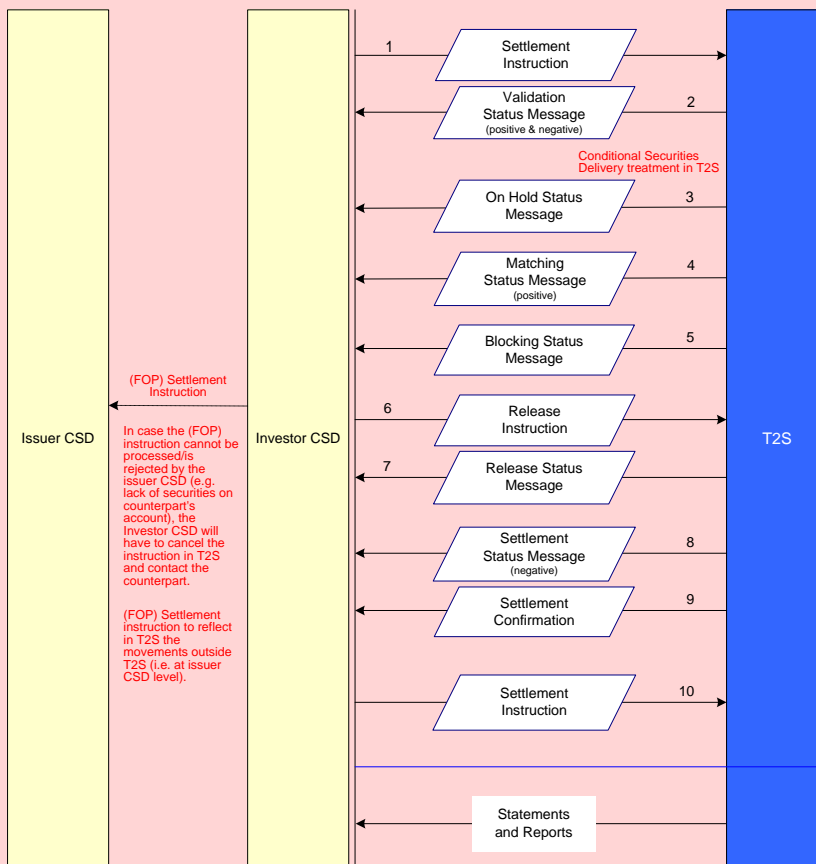 1
Settlement
Instruction
Validation
Status Message
(positive & negative)
2
Conditional Securities
Delivery treatment in T2S
On Hold Status
Message
3
Matching
Status Message
(positive)
4
Blocking Status
Message
5
(FOP) Settlement
Instruction
6
Release
Instruction
Issuer CSD
In case the (FOP)
instruction cannot be
processed/is
rejected by the
issuer CSD (e.g.
lack of securities on
counterpart's
account), the
Investor CSD will
have to cancel the
instruction in T2S
and contact the
counterpart.
Investor CSD
T2S
7
Release Status
Message
Settlement
Status Message
(negative)
8
Settlement
Confirmation
9
(FOP) Settlement
instruction to reflect
in T2S the
movements outside
T2S (i.e. at issuer
CSD level).
Settlement
Instruction
10
Statements
and Reports